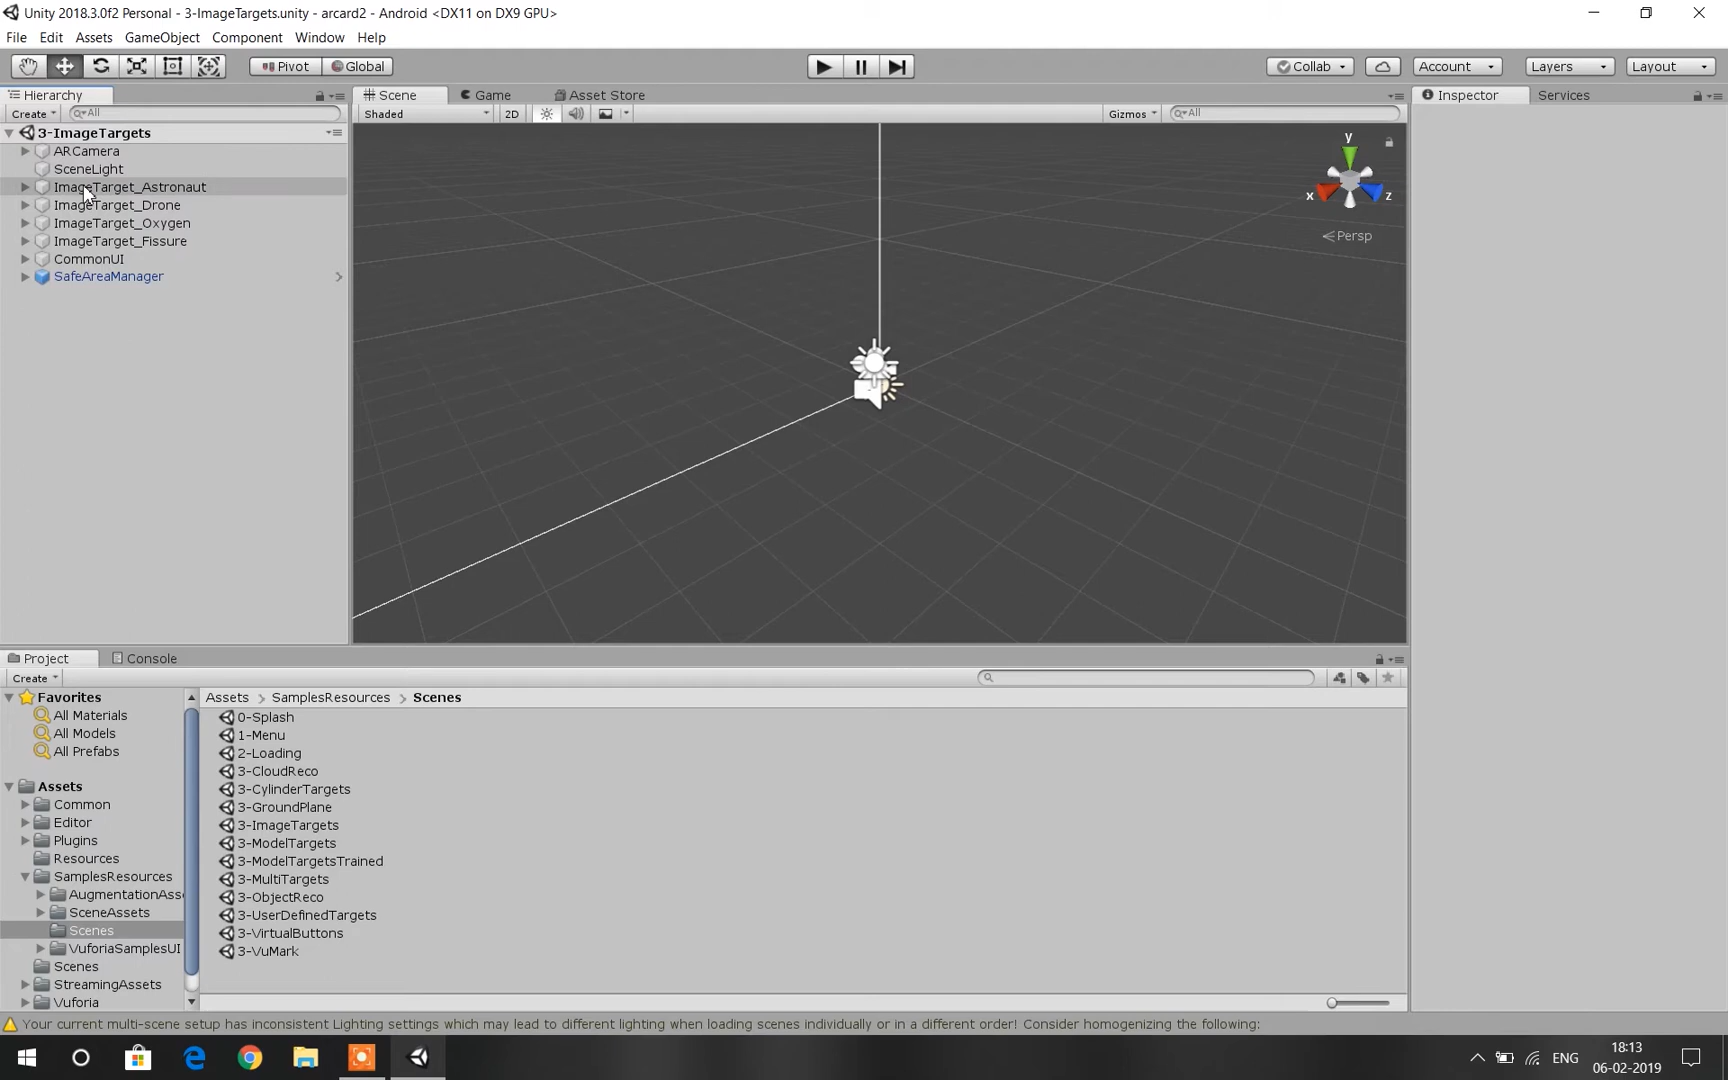 Unity 2018.3.0f2 Personal - 3-ImageTargets.unity - arcard2 - Android <DX11 on DX9 GPU>
File Edit Assets GameObject Component Window Help
Pivot Global Collab Account Layers Layout
Hierarchy Scene Game Asset Store Inspector Services
Create All Shaded 2D Gizmos All
3-ImageTargets
ARCamera
SceneLight
ImageTarget_Astronaut
ImageTarget_Drone
ImageTarget_Oxygen
ImageTarget_Fissure
CommonUI
SafeAreaManager
y
x
z
Persp
Project Console
Create
Favorites
All Materials
All Models
All Prefabs
Assets
Common
Editor
Plugins
Resources
SamplesResources
AugmentationAss
SceneAssets
Scenes
VuforiaSamplesUI
Scenes
StreamingAssets
Vuforia
Assets > SamplesResources > Scenes
0-Splash
1-Menu
2-Loading
3-CloudReco
3-CylinderTargets
3-GroundPlane
3-ImageTargets
3-ModelTargets
3-ModelTargetsTrained
3-MultiTargets
3-ObjectReco
3-UserDefinedTargets
3-VirtualButtons
3-VuMark
Your current multi-scene setup has inconsistent Lighting settings which may lead to different lighting when loading scenes individually or in a different order! Consider homogenizing the following:
ENG
18:13
06-02-2019